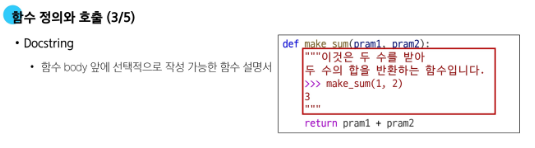 함수 정의와 호출 (3/5)
• Docstring
• 함수 body 앞에 선택적으로 작성 가능한 함수 설명서
def make_sum(pram1, pram2):
"""이것은 두 수를 받아
두 수의 합을 반환하는 함수입니다.
>>> make_sum(1, 2)
3
"""
return pram1 + pram2